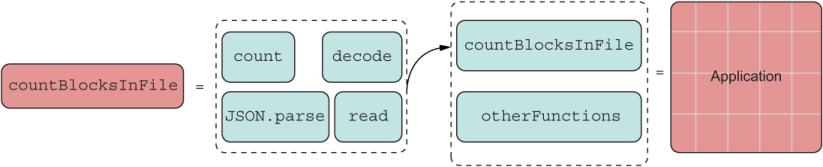 countBlocksInFile
=
count
decode
JSON.parse
read
countBlocksInFile
otherFunctions
=
Application